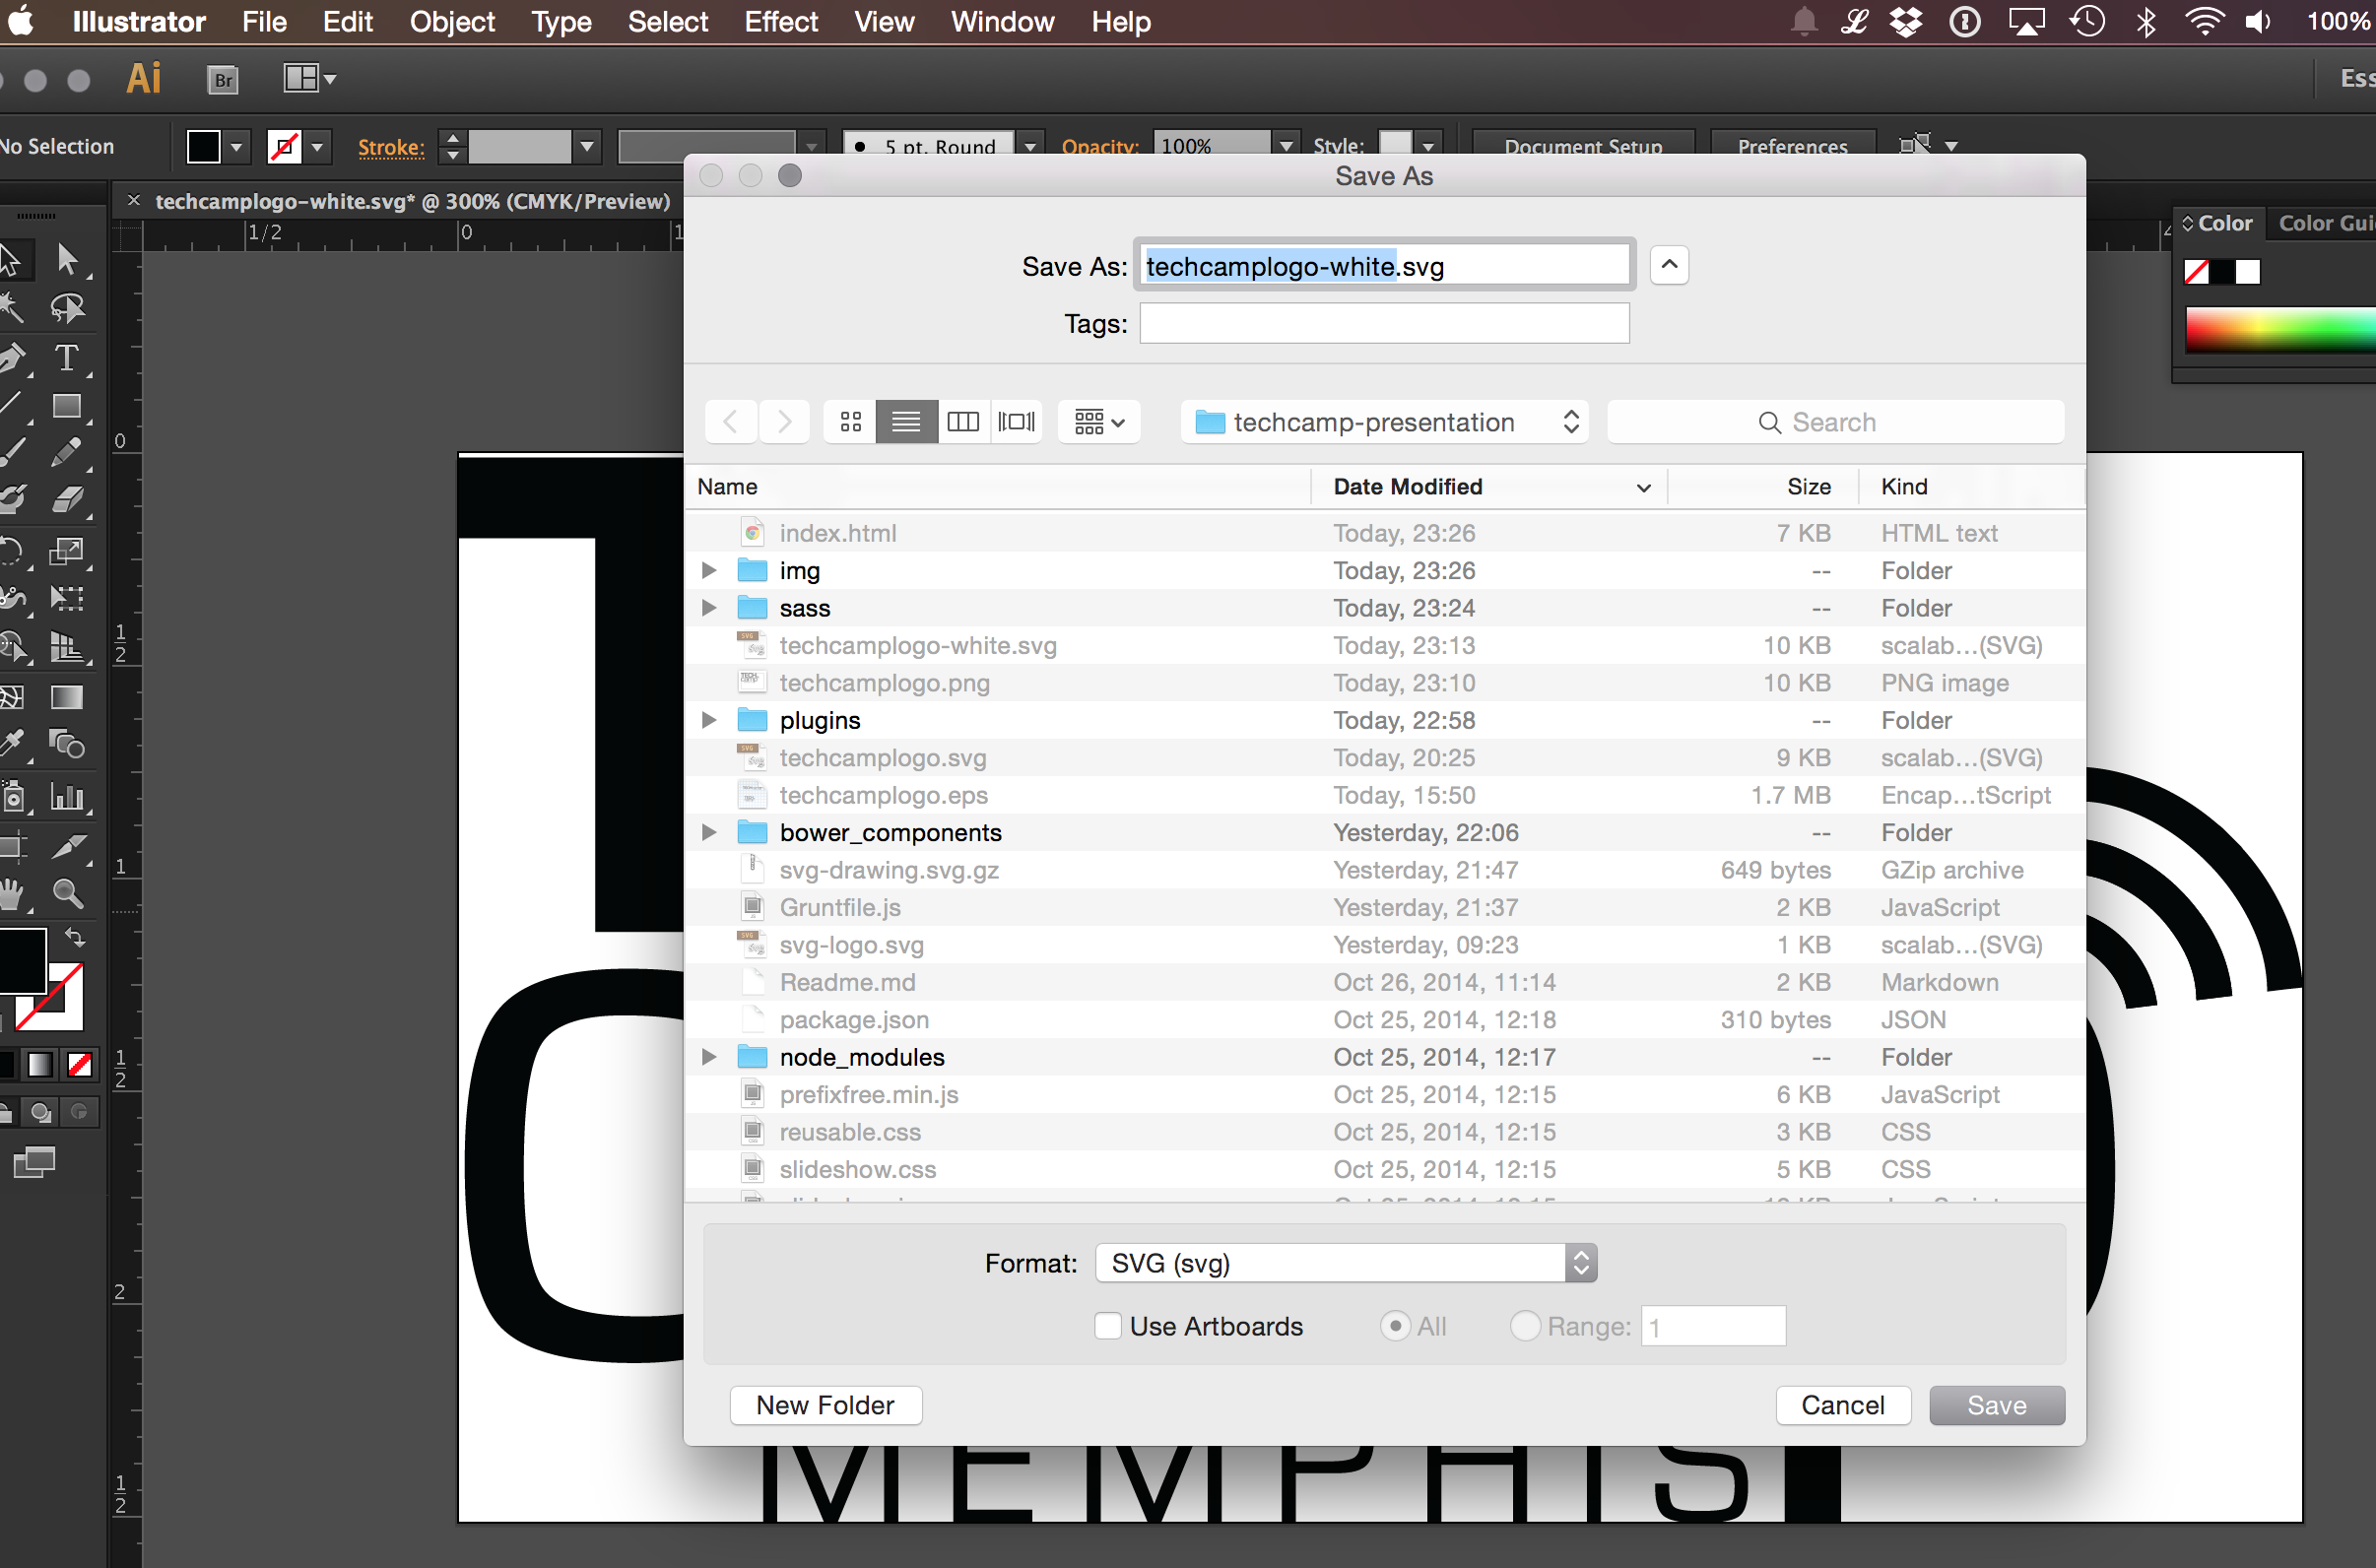 Illustrator File Edit Object Type Select Effect View Window Help 100%
Ai Br Ess
No Selection Stroke: 5 pt. Round Opacity: 100% Style: Document Setup Preferences
techcamplogo-white.svg* @ 300% (CMYK/Preview)
Save As
Color Color Gui
1/2 0 1 4
Save As: techcamplogo-white.svg
Tags:
techcamp-presentation Search
Name Date Modified Size Kind
index.html Today, 23:26 7 KB HTML text
img Today, 23:26 -- Folder
sass Today, 23:24 -- Folder
techcamplogo-white.svg Today, 23:13 10 KB scalab...(SVG)
techcamplogo.png Today, 23:10 10 KB PNG image
plugins Today, 22:58 -- Folder
techcamplogo.svg Today, 20:25 9 KB scalab...(SVG)
techcamplogo.eps Today, 15:50 1.7 MB Encap...tScript
bower_components Yesterday, 22:06 -- Folder
svg-drawing.svg.gz Yesterday, 21:47 649 bytes GZip archive
Gruntfile.js Yesterday, 21:37 2 KB JavaScript
svg-logo.svg Yesterday, 09:23 1 KB scalab...(SVG)
Readme.md Oct 26, 2014, 11:14 2 KB Markdown
package.json Oct 25, 2014, 12:18 310 bytes JSON
node_modules Oct 25, 2014, 12:17 -- Folder
prefixfree.min.js Oct 25, 2014, 12:15 6 KB JavaScript
reusable.css Oct 25, 2014, 12:15 3 KB CSS
slideshow.css Oct 25, 2014, 12:15 5 KB CSS
Format: SVG (svg)
Use Artboards All Range: 1
New Folder Cancel Save
MEMPHIS